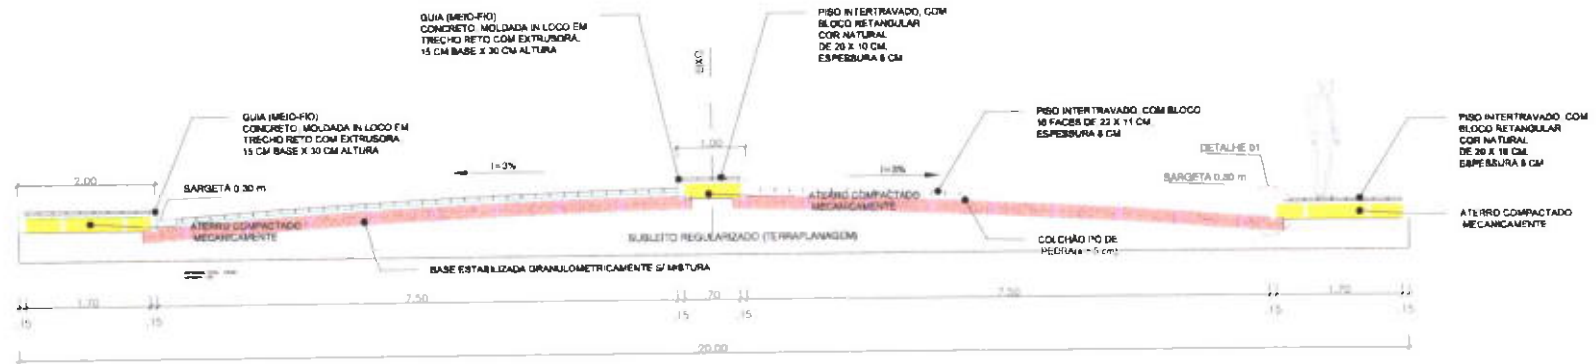 GUIA (MEIO-FIO)
CONCRETO, MOLDADA IN LOCO EM
TRECHO RETO COM EXTRUSORA,
15 CM BASE X 30 CM ALTURA
PISO INTERTRAVADO, COM
BLOCO RETANGULAR
COR NATURAL
DE 20 X 10 CM,
ESPESSURA 6 CM
EIXO
GUIA (MEIO-FIO)
CONCRETO, MOLDADA IN LOCO EM
TRECHO RETO COM EXTRUSORA,
15 CM BASE X 30 CM ALTURA
PISO INTERTRAVADO, COM BLOCO
16 FACES DE 22 X 11 CM,
ESPESSURA 8 CM
PISO INTERTRAVADO, COM
BLOCO RETANGULAR
COR NATURAL
DE 20 X 10 CM,
ESPESSURA 6 CM
1.00
I=3%
I=3%
DETALHE 01
2.00
SARGETA 0.30 m
SARGETA 0.30 m
ATERRO COMPACTADO
MECANICAMENTE
ATERRO COMPACTADO
MECANICAMENTE
ATERRO COMPACTADO
MECANICAMENTE
SUBLEITO REGULARIZADO (TERRAPLANAGEM)
COLCHÃO PÓ DE
PEDRA(e = 5 cm)
BASE ESTABILIZADA GRANULOMETRICAMENTE S/ MISTURA
1.70 7.50 .70 7.50 1.70
.15 .15 .15 .15 .15 .15
20.00